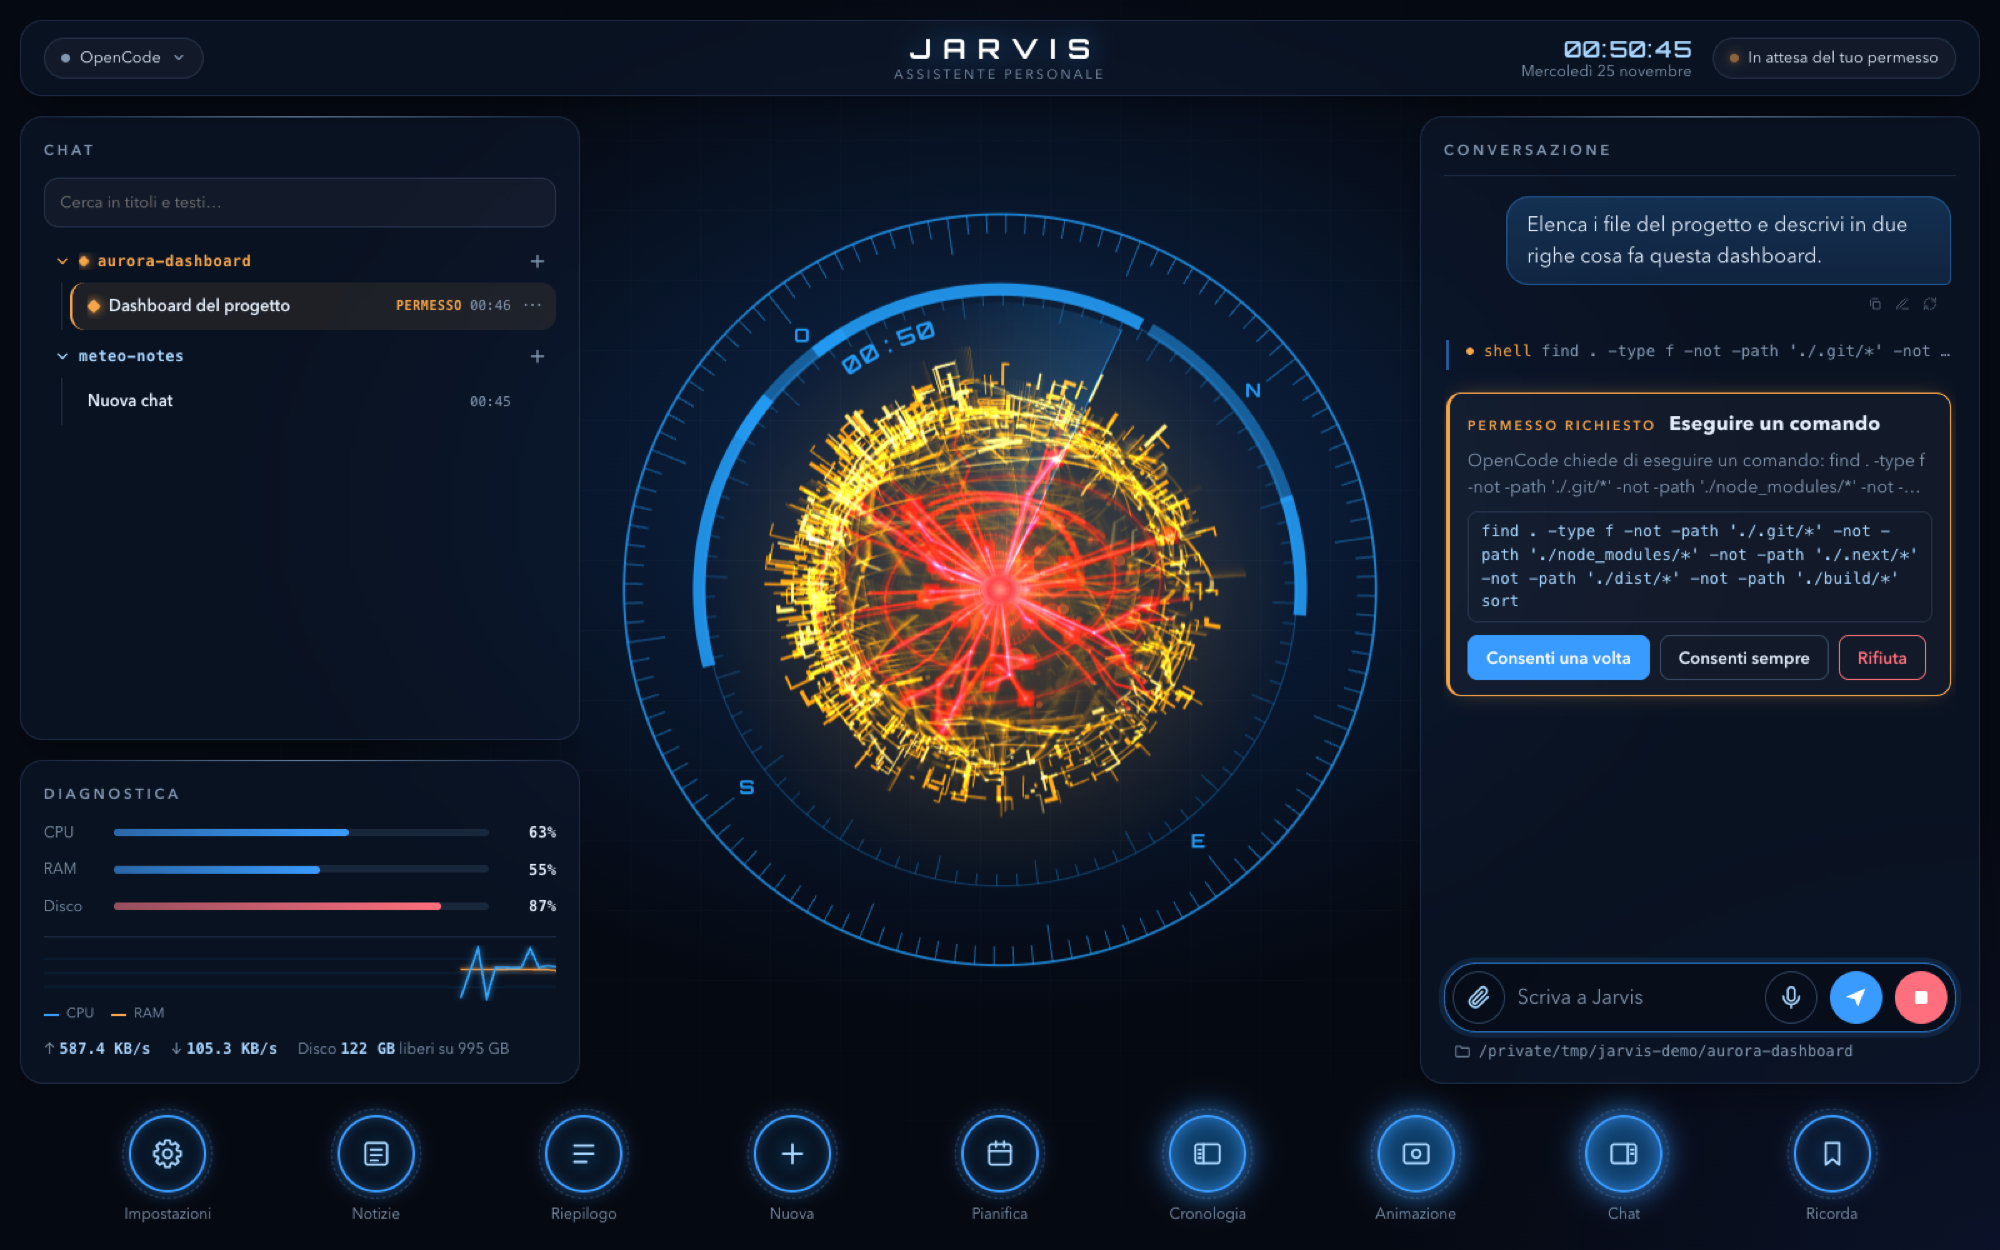 OpenCode
JARVIS
ASSISTENTE PERSONALE
00:50:45
Mercoledì 25 novembre
In attesa del tuo permesso
CHAT
Cerca in titoli e testi…
aurora-dashboard
Dashboard del progetto PERMESSO 00:46 ···
meteo-notes
Nuova chat 00:45
DIAGNOSTICA
CPU 63%
RAM 55%
Disco 87%
CPU RAM
↑ 587.4 KB/s ↓ 105.3 KB/s Disco 122 GB liberi su 995 GB
O
00:50
N
S
E
CONVERSAZIONE
Elenca i file del progetto e descrivi in due
righe cosa fa questa dashboard.
shell find . -type f -not -path './.git/*' -not …
PERMESSO RICHIESTO Eseguire un comando
OpenCode chiede di eseguire un comando: find . -type f
-not -path './.git/*' -not -path './node_modules/*' -not -…
find . -type f -not -path './.git/*' -not -
path './node_modules/*' -not -path './.next/*'
-not -path './dist/*' -not -path './build/*'
sort
Consenti una volta Consenti sempre Rifiuta
Scriva a Jarvis
/private/tmp/jarvis-demo/aurora-dashboard
Impostazioni Notizie Riepilogo Nuova Pianifica Cronologia Animazione Chat Ricorda